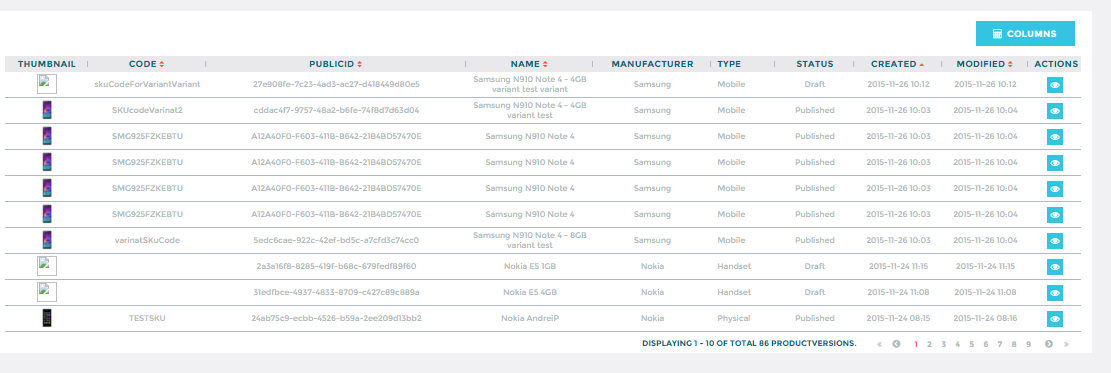 COLUMNS
THUMBNAIL CODE PUBLICID NAME MANUFACTURER TYPE STATUS CREATED MODIFIED ACTIONS
skuCodeForVariantVariant 27e908fe-7c23-4ad3-ac27-d418449d80e5 Samsung N910 Note 4 - 4GB variant test variant Samsung Mobile Draft 2015-11-26 10:12 2015-11-26 10:12
SKUcodeVarinat2 cddac4f7-9757-48a2-b6fe-74f8d7d63d04 Samsung N910 Note 4 - 4GB variant test Samsung Mobile Published 2015-11-26 10:03 2015-11-26 10:04
SMG925FZKEBTU A12A40F0-F603-411B-B642-21B4BD57470E Samsung N910 Note 4 Samsung Mobile Published 2015-11-26 10:03 2015-11-26 10:04
SMG925FZKEBTU A12A40F0-F603-411B-B642-21B4BD57470E Samsung N910 Note 4 Samsung Mobile Published 2015-11-26 10:03 2015-11-26 10:04
SMG925FZKEBTU A12A40F0-F603-411B-B642-21B4BD57470E Samsung N910 Note 4 Samsung Mobile Published 2015-11-26 10:03 2015-11-26 10:04
SMG925FZKEBTU A12A40F0-F603-411B-B642-21B4BD57470E Samsung N910 Note 4 Samsung Mobile Published 2015-11-26 10:03 2015-11-26 10:04
varinatSKuCode 5edc6cae-922c-42ef-bd5c-a7cfd3c74cc0 Samsung N910 Note 4 - 8GB variant test Samsung Mobile Published 2015-11-26 10:03 2015-11-26 10:04
2a3a16f8-8285-419f-b68c-679fedf89f60 Nokia E5 1GB Nokia Handset Draft 2015-11-24 11:15 2015-11-24 11:15
31edfbce-4937-4833-8709-c427c89c889a Nokia E5 4GB Nokia Handset Draft 2015-11-24 11:08 2015-11-24 11:08
TESTSKU 24ab75c9-ecbb-4526-b59a-2ee209d13bb2 Nokia AndreiP Nokia Physical Published 2015-11-24 08:15 2015-11-24 08:16
DISPLAYING 1 - 10 OF TOTAL 86 PRODUCTVERSIONS. « 1 2 3 4 5 6 7 8 9 »